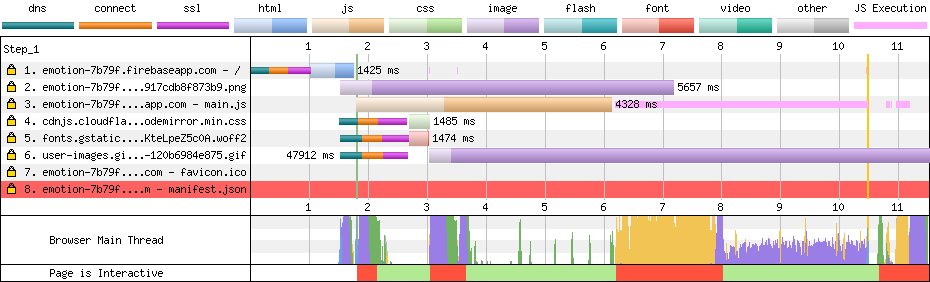 dns connect ssl html js css image flash font video other JS Execution
Step_1 1 2 3 4 5 6 7 8 9 10 11
1. emotion-7b79f.firebaseapp.com - / 1425 ms
2. emotion-7b79f....917cdb8f873b9.png 5657 ms
3. emotion-7b79f....app.com - main.js 4328 ms
4. cdnjs.cloudfla...odemirror.min.css 1485 ms
5. fonts.gstatic....KteLpeZ5c0A.woff2 1474 ms
6. user-images.gi...-120b6984e875.gif 47912 ms
7. emotion-7b79f....com - favicon.ico
8. emotion-7b79f....m - manifest.json
1 2 3 4 5 6 7 8 9 10 11
Browser Main Thread
Page is Interactive